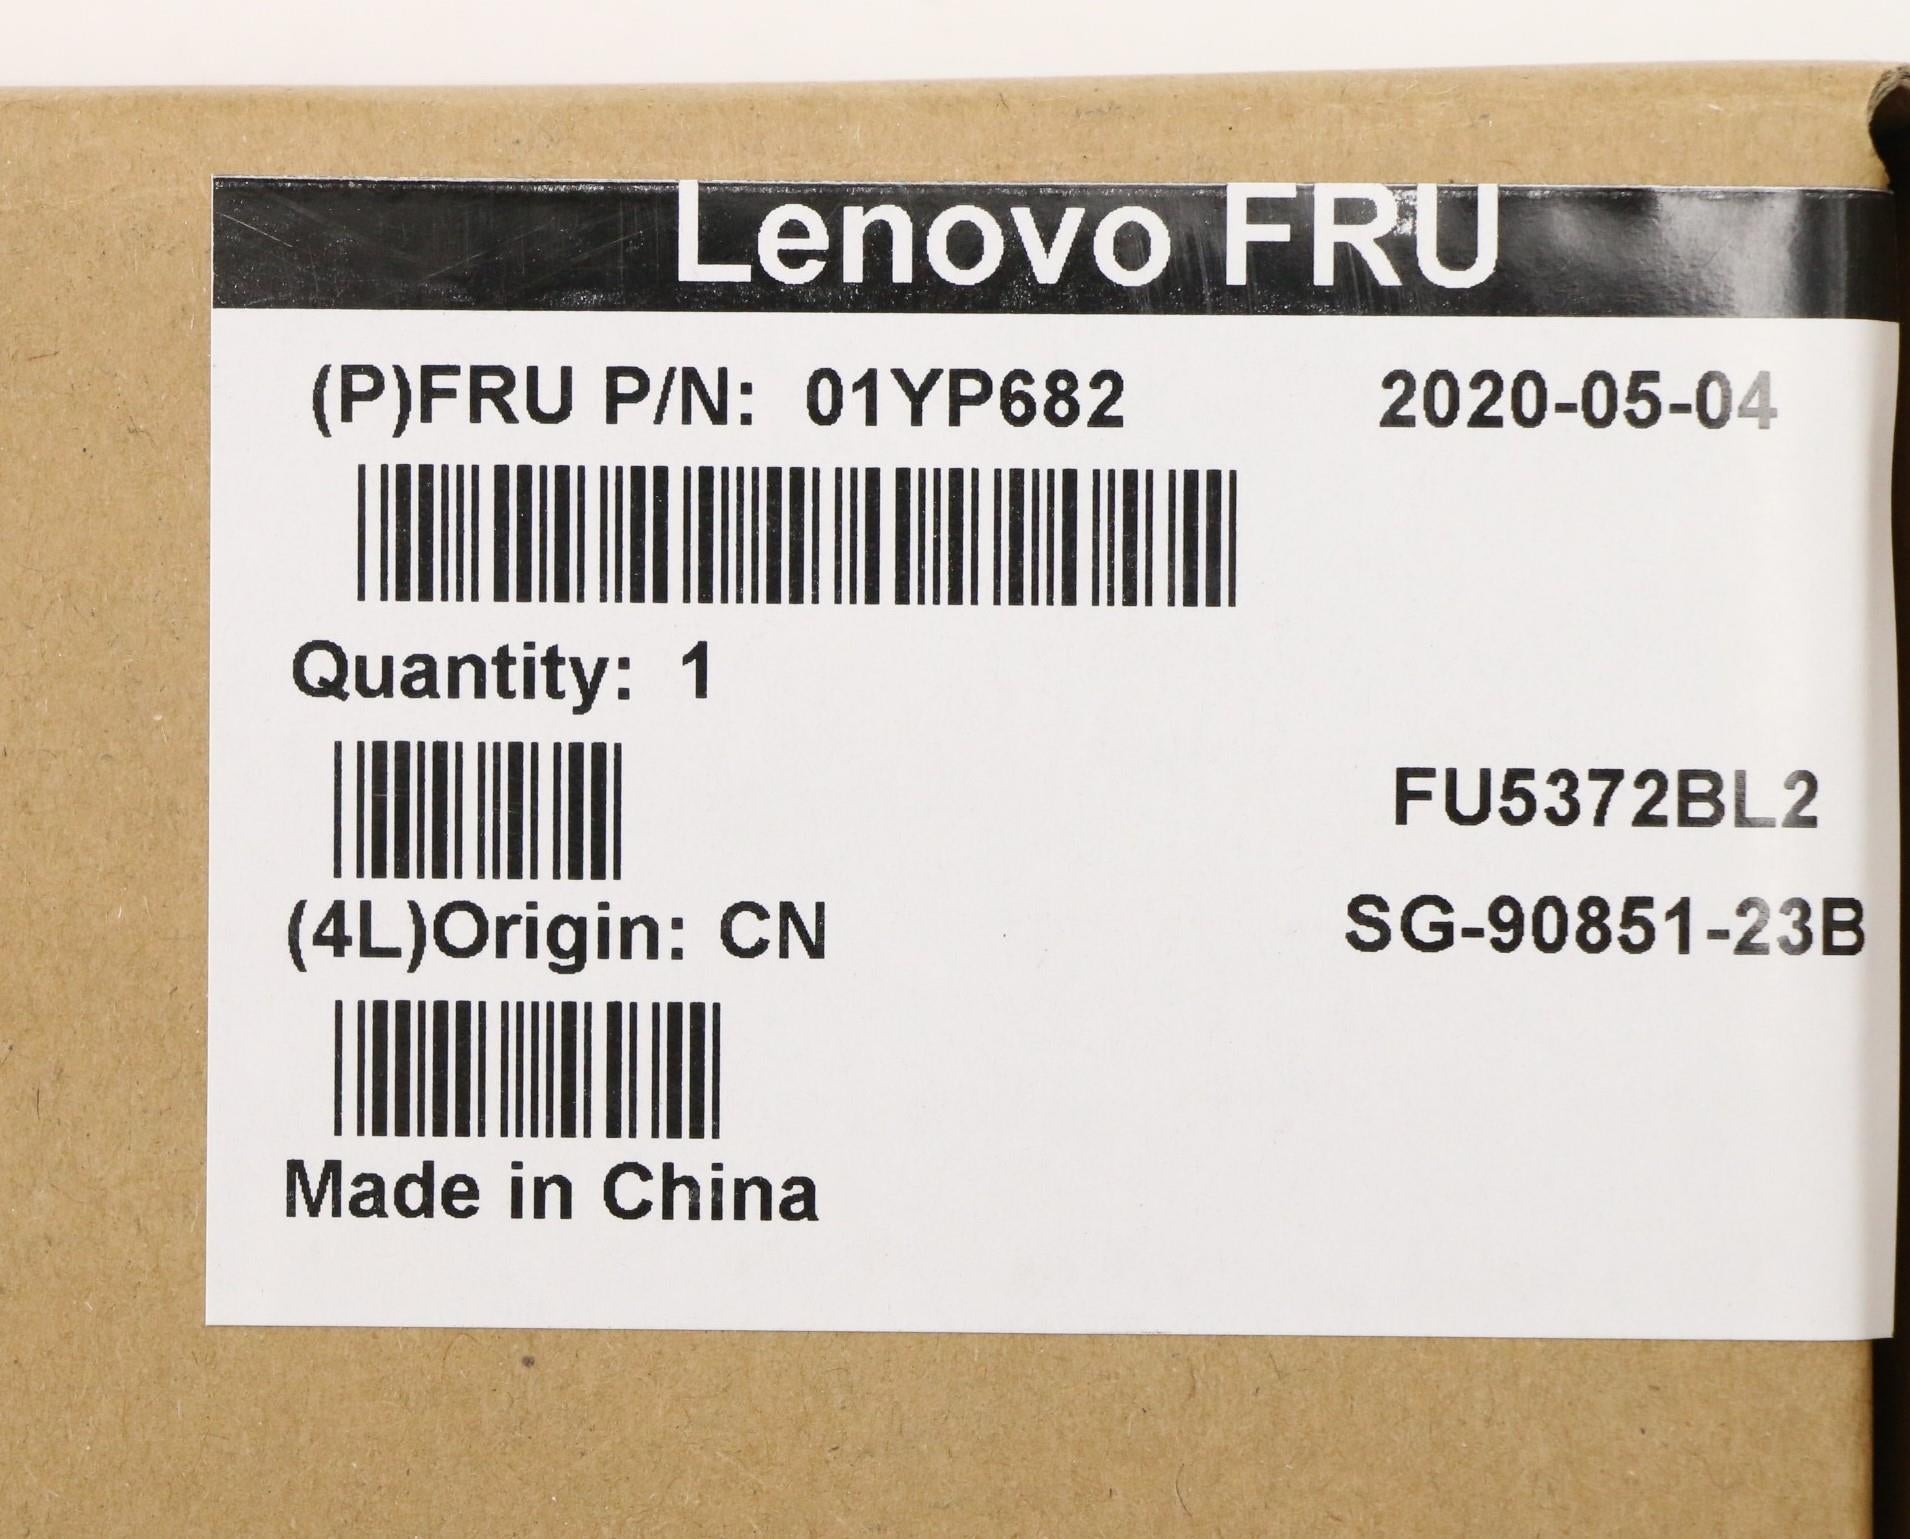 Lenovo FRU
(P)FRU P/N: 01YP682 2020-05-04
Quantity: 1
FU5372BL2
(4L)Origin: CN SG-90851-23B
Made in China